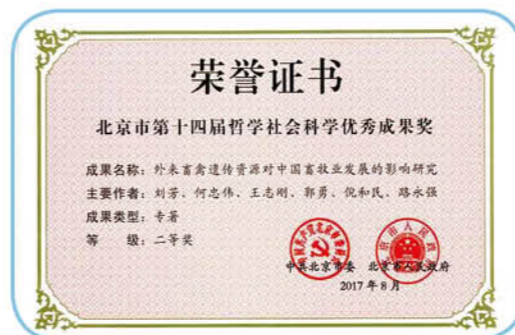 荣誉证书
北京市第十四届哲学社会科学优秀成果奖
成果名称：外来畜禽遗传资源对中国畜牧业发展的影响研究
主要作者：刘芳、何忠伟、王志刚、郭勇、倪和民、路永强
成果类型：专著
等 级：二等奖
中共北京市委 北京市人民政府
2017年8月